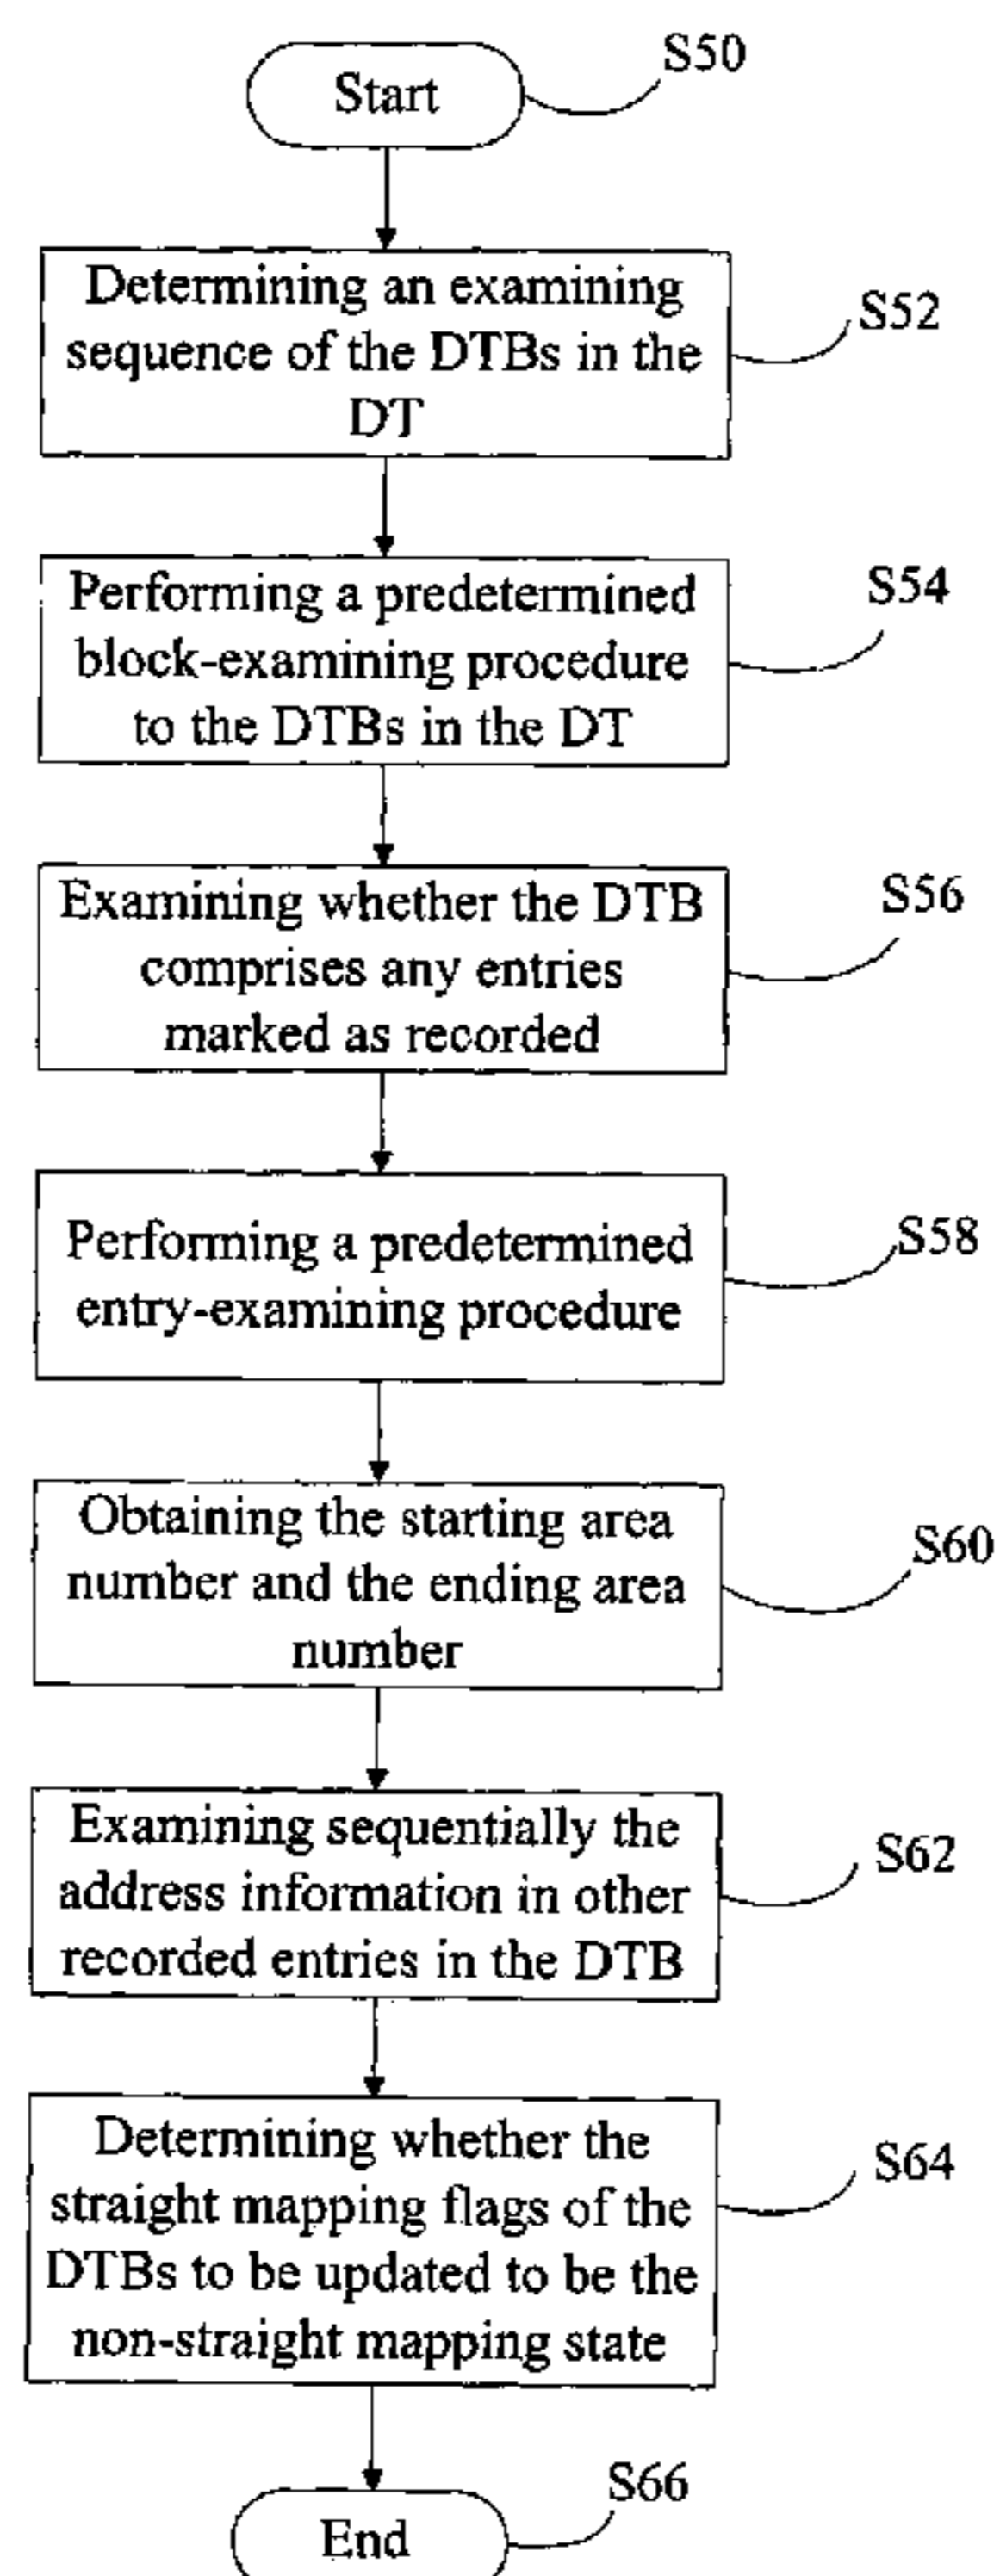 Start
S50
Determining an examining
sequence of the DTBs in the
DT
S52
Performing a predetermined
block-examining procedure
to the DTBs in the DT
S54
Examining whether the DTB
comprises any entries
marked as recorded
S56
Performing a predetermined
entry-examining procedure
S58
Obtaining the starting area
number and the ending area
number
S60
Examining sequentially the
address information in other
recorded entries in the DTB
S62
Determining whether the
straight mapping flags of the
DTBs to be updated to be the
non-straight mapping state
S64
End
S66